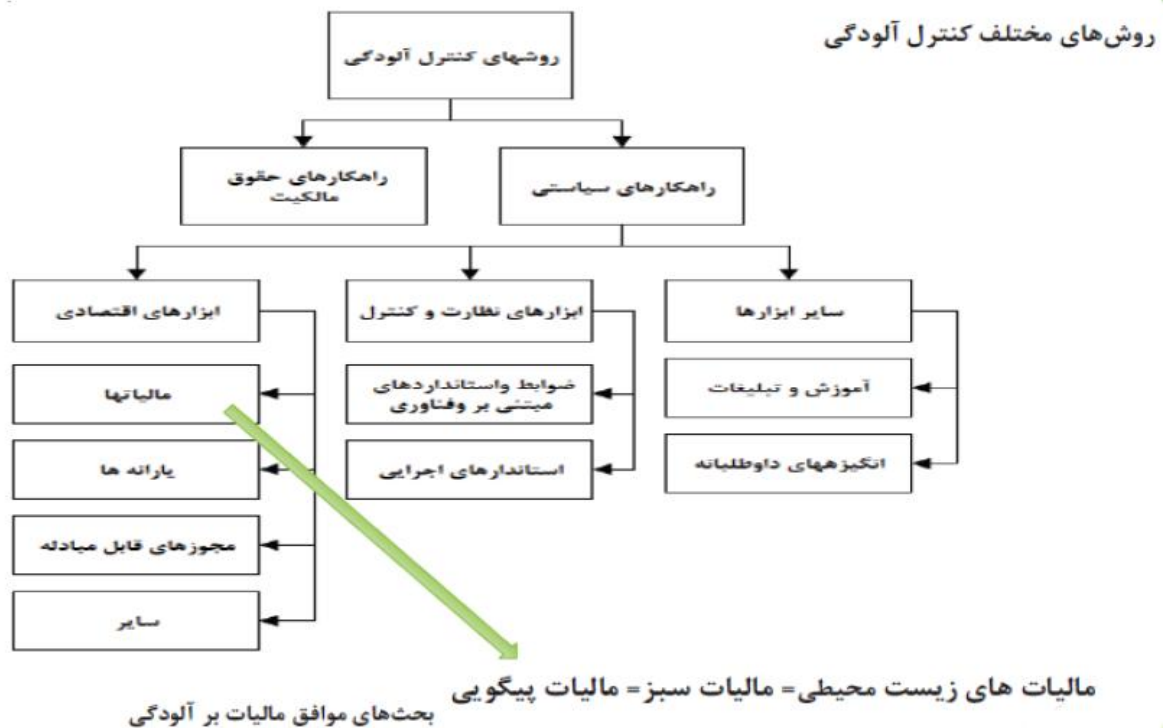 روش‌های مختلف کنترل آلودگی
روشهای کنترل آلودگی
راهکارهای سیاستی
راهکارهای حقوق
مالکیت
سایر ابزارها
آموزش و تبلیغات
انگیزههای داوطلبانه
ابزارهای نظارت و کنترل
ضوابط واستانداردهای
مبتنی بر وفناوری
استاندارهای اجرایی
ابزارهای اقتصادی
مالیاتها
یارانه ها
مجوزهای قابل مبادله
سایر
مالیات های زیست محیطی= مالیات سبز= مالیات پیگویی
بحث‌های موافق مالیات بر آلودگی